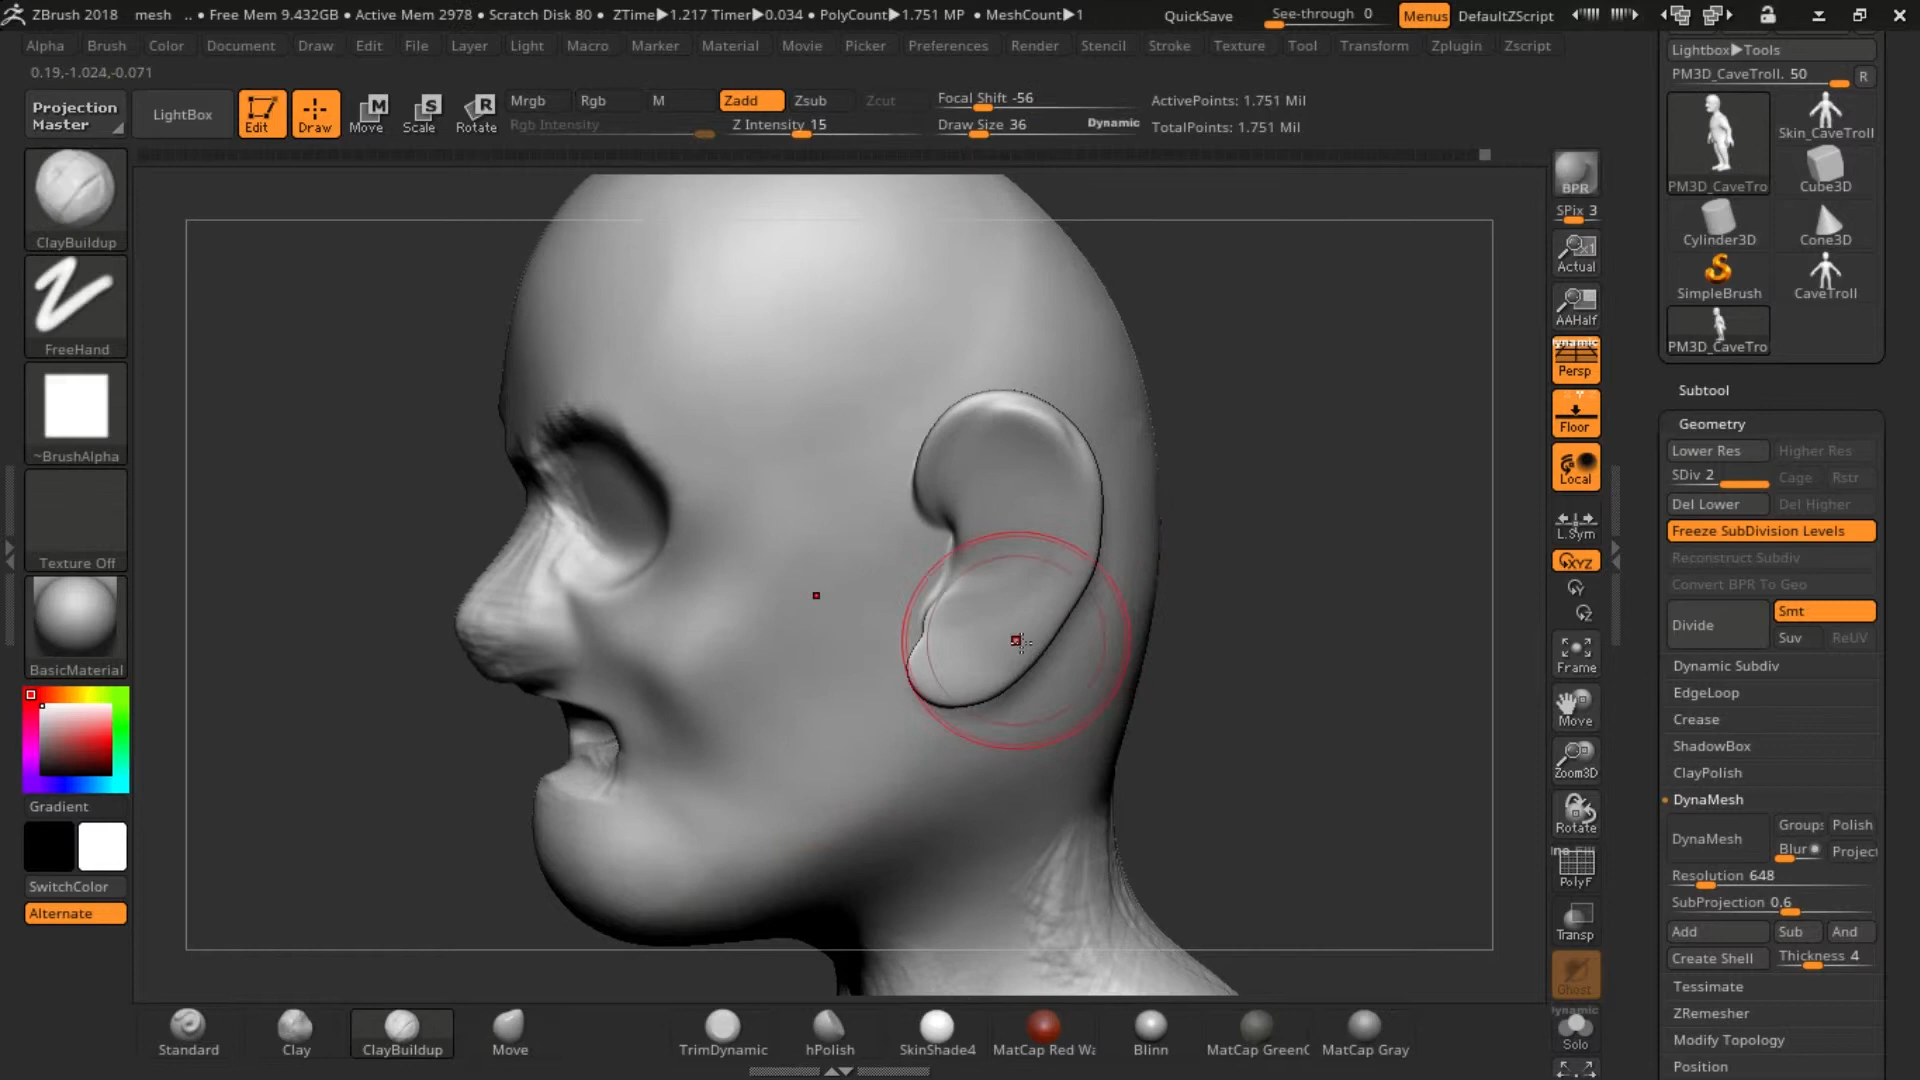 ZBrush 2018 mesh .. • Free Mem 9.432GB • Active Mem 2978 • Scratch Disk 80 • ZTime▶1.217 Timer▶0.034 • PolyCount▶1.751 MP • MeshCount▶1 QuickSave See-through 0 Menus DefaultZScript
Alpha Brush Color Document Draw Edit File Layer Light Macro Marker Material Movie Picker Preferences Render Stencil Stroke Texture Tool Transform Zplugin Zscript
0.19,-1.024,-0.071
Projection Master
LightBox
Edit
Draw
Move
Scale
Rotate
Mrgb Rgb M Zadd Zsub Zcut
Rgb Intensity
Z Intensity 15
Focal Shift -56
Draw Size 36
Dynamic
ActivePoints: 1.751 Mil
TotalPoints: 1.751 Mil
ClayBuildup
FreeHand
~BrushAlpha
Texture Off
BasicMaterial
Gradient
SwitchColor
Alternate
BPR
SPix 3
Actual
AAHalf
Persp
Floor
Local
L.Sym
XYZ
Y
Z
Frame
Move
Zoom3D
Rotate
PolyF
Transp
Ghost
Dynamic
Solo
Lightbox▶Tools
PM3D_CaveTroll. 50 R
PM3D_CaveTro
Skin_CaveTroll
Cube3D
Cylinder3D
Cone3D
SimpleBrush
CaveTroll
PM3D_CaveTro
Subtool
Geometry
Lower Res Higher Res
SDiv 2 Cage Rstr
Del Lower Del Higher
Freeze SubDivision Levels
Reconstruct Subdiv
Convert BPR To Geo
Divide
Smt
Suv ReUV
Dynamic Subdiv
EdgeLoop
Crease
ShadowBox
ClayPolish
DynaMesh
DynaMesh
Groups Polish
Blur Project
Resolution 648
SubProjection 0.6
Add Sub And
Create Shell Thickness 4
Tessimate
ZRemesher
Modify Topology
Position
Standard
Clay
ClayBuildup
Move
TrimDynamic
hPolish
SkinShade4
MatCap Red Wa
Blinn
MatCap GreenC
MatCap Gray